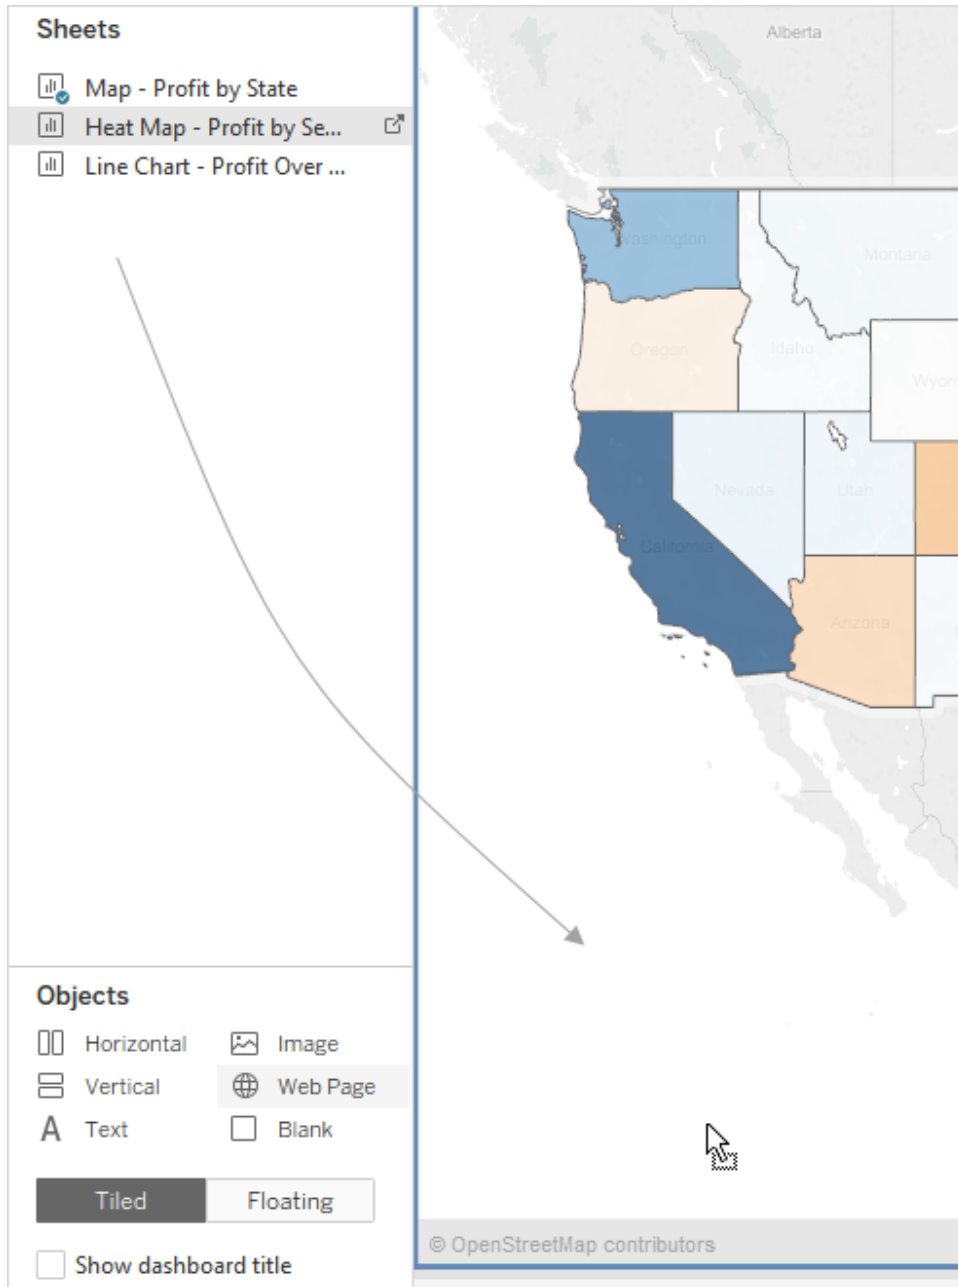 Sheets
Map - Profit by State
Heat Map - Profit by Se...
Line Chart - Profit Over ...
Alberta
Washington
Montana
Oregon
Idaho
Wyom
Nevada
Utah
California
Arizona
Objects
Horizontal
Image
Vertical
Web Page
A Text
Blank
Tiled
Floating
Show dashboard title
© OpenStreetMap contributors